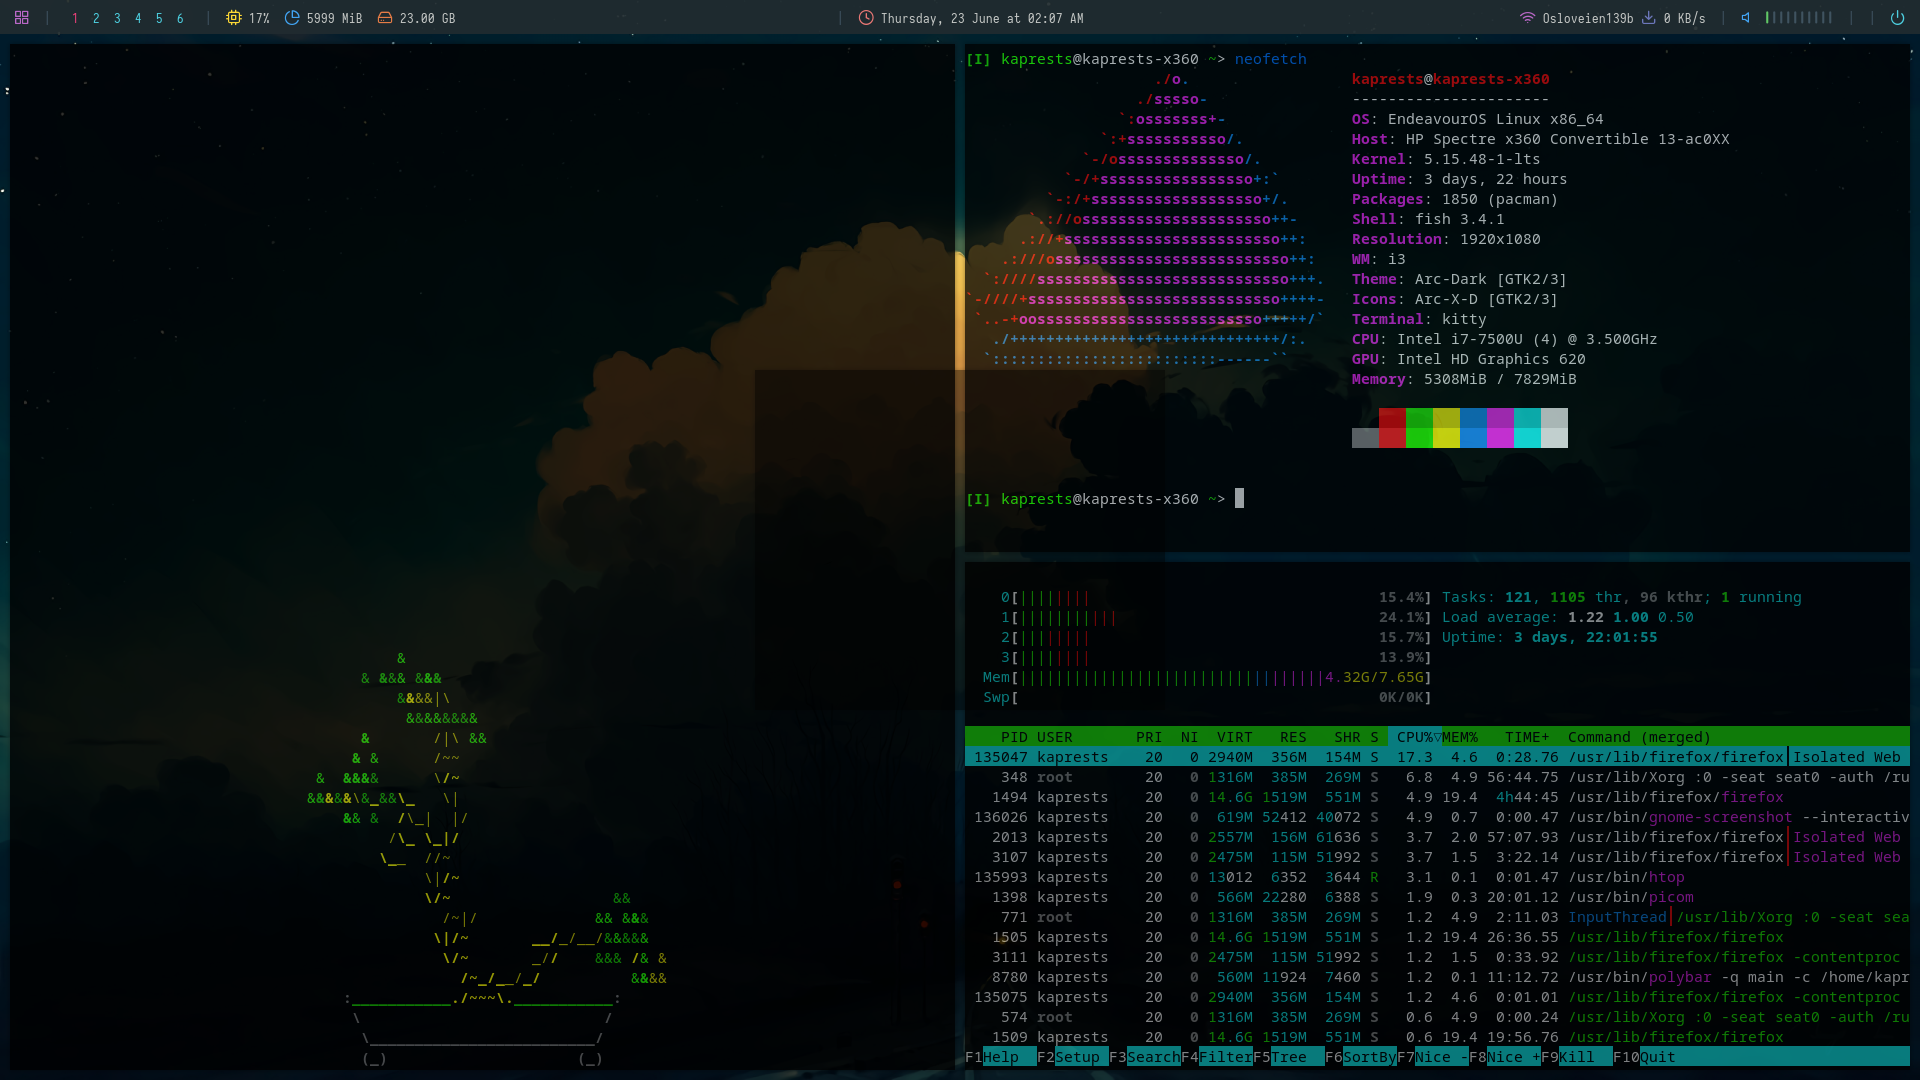 1 2 3 4 5 6 17% 5999 MiB 23.00 GB Thursday, 23 June at 02:07 AM Osloveien139b 0 KB/s
[I] kaprests@kaprests-x360 ~> neofetch
kaprests@kaprests-x360
----------------------
OS: EndeavourOS Linux x86_64
Host: HP Spectre x360 Convertible 13-ac0XX
Kernel: 5.15.48-1-lts
Uptime: 3 days, 22 hours
Packages: 1850 (pacman)
Shell: fish 3.4.1
Resolution: 1920x1080
WM: i3
Theme: Arc-Dark [GTK2/3]
Icons: Arc-X-D [GTK2/3]
Terminal: kitty
CPU: Intel i7-7500U (4) @ 3.500GHz
GPU: Intel HD Graphics 620
Memory: 5308MiB / 7829MiB
[I] kaprests@kaprests-x360 ~>
0[|||||||| 15.4%] Tasks: 121, 1105 thr, 96 kthr; 1 running
1[||||||||||| 24.1%] Load average: 1.22 1.00 0.50
2[|||||||| 15.7%] Uptime: 3 days, 22:01:55
3[|||||||| 13.9%]
Mem[||||||||||||||||||||||||||||||||||4.32G/7.65G]
Swp[ 0K/0K]
PID USER PRI NI VIRT RES SHR S CPU%▽MEM% TIME+ Command (merged)
135047 kaprests 20 0 2940M 356M 154M S 17.3 4.6 0:28.76 /usr/lib/firefox/firefox│Isolated Web
348 root 20 0 1316M 385M 269M S 6.8 4.9 56:44.75 /usr/lib/Xorg :0 -seat seat0 -auth /ru
1494 kaprests 20 0 14.6G 1519M 551M S 4.9 19.4 4h44:45 /usr/lib/firefox/firefox
136026 kaprests 20 0 619M 52412 40072 S 4.9 0.7 0:00.47 /usr/bin/gnome-screenshot --interactiv
2013 kaprests 20 0 2557M 156M 61636 S 3.7 2.0 57:07.93 /usr/lib/firefox/firefox│Isolated Web
3107 kaprests 20 0 2475M 115M 51992 S 3.7 1.5 3:22.14 /usr/lib/firefox/firefox│Isolated Web
135993 kaprests 20 0 13012 6352 3644 R 3.1 0.1 0:01.47 /usr/bin/htop
1398 kaprests 20 0 566M 22280 6388 S 1.9 0.3 20:01.12 /usr/bin/picom
771 root 20 0 1316M 385M 269M S 1.2 4.9 2:11.03 InputThread│/usr/lib/Xorg :0 -seat sea
1505 kaprests 20 0 14.6G 1519M 551M S 1.2 19.4 26:36.55 /usr/lib/firefox/firefox
3111 kaprests 20 0 2475M 115M 51992 S 1.2 1.5 0:33.92 /usr/lib/firefox/firefox -contentproc
8780 kaprests 20 0 560M 11924 7460 S 1.2 0.1 11:12.72 /usr/bin/polybar -q main -c /home/kapr
135075 kaprests 20 0 2940M 356M 154M S 1.2 4.6 0:01.01 /usr/lib/firefox/firefox -contentproc
574 root 20 0 1316M 385M 269M S 0.6 4.9 0:00.24 /usr/lib/Xorg :0 -seat seat0 -auth /ru
1509 kaprests 20 0 14.6G 1519M 551M S 0.6 19.4 19:56.76 /usr/lib/firefox/firefox
F1Help F2Setup F3SearchF4FilterF5Tree F6SortByF7Nice -F8Nice +F9Kill F10Quit